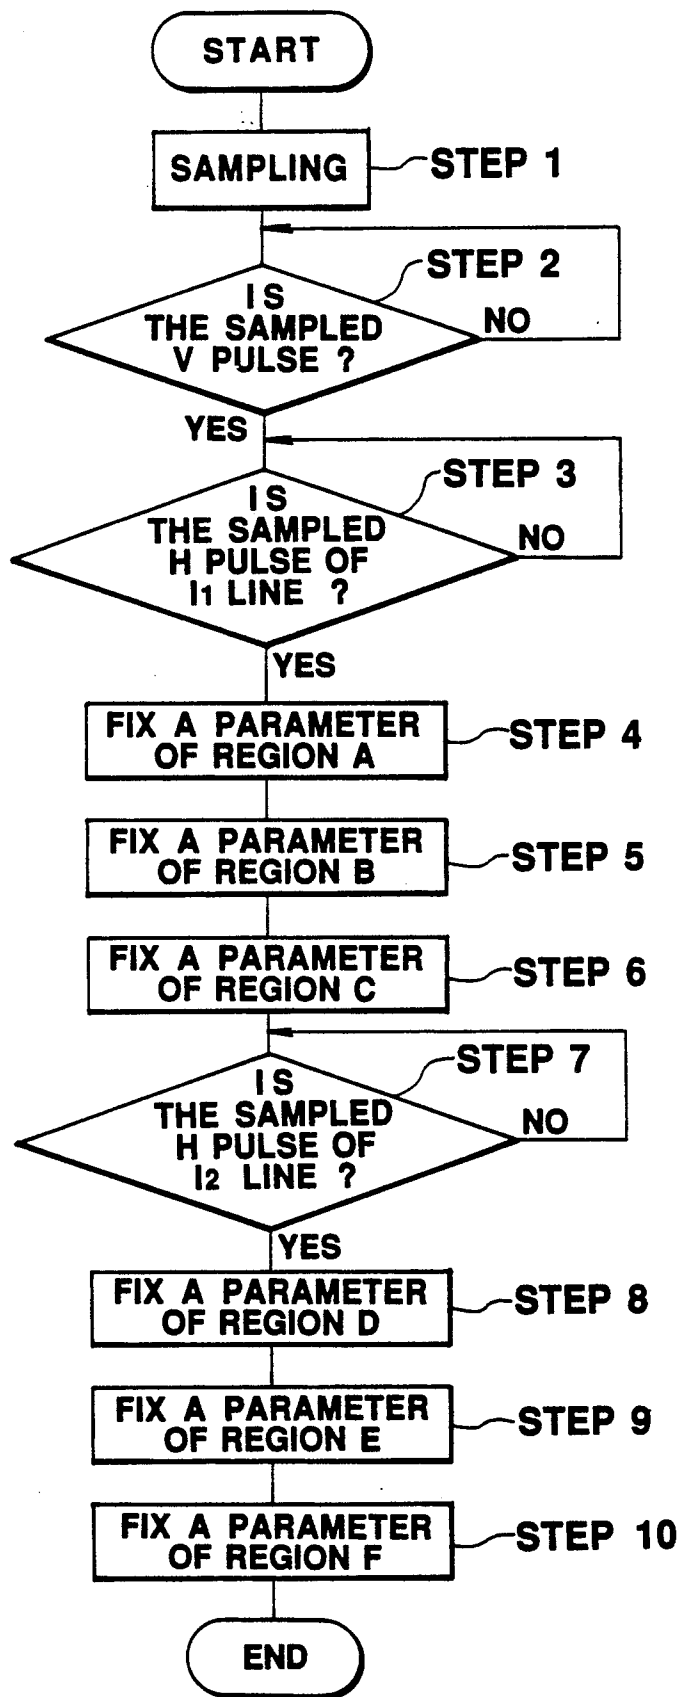 START
SAMPLING
STEP 1
STEP 2
IS
THE SAMPLED
V PULSE ?
NO
YES
STEP 3
IS
THE SAMPLED
H PULSE OF
I1 LINE ?
NO
YES
FIX A PARAMETER
OF REGION A
STEP 4
FIX A PARAMETER
OF REGION B
STEP 5
FIX A PARAMETER
OF REGION C
STEP 6
STEP 7
IS
THE SAMPLED
H PULSE OF
I2 LINE ?
NO
YES
FIX A PARAMETER
OF REGION D
STEP 8
FIX A PARAMETER
OF REGION E
STEP 9
FIX A PARAMETER
OF REGION F
STEP 10
END